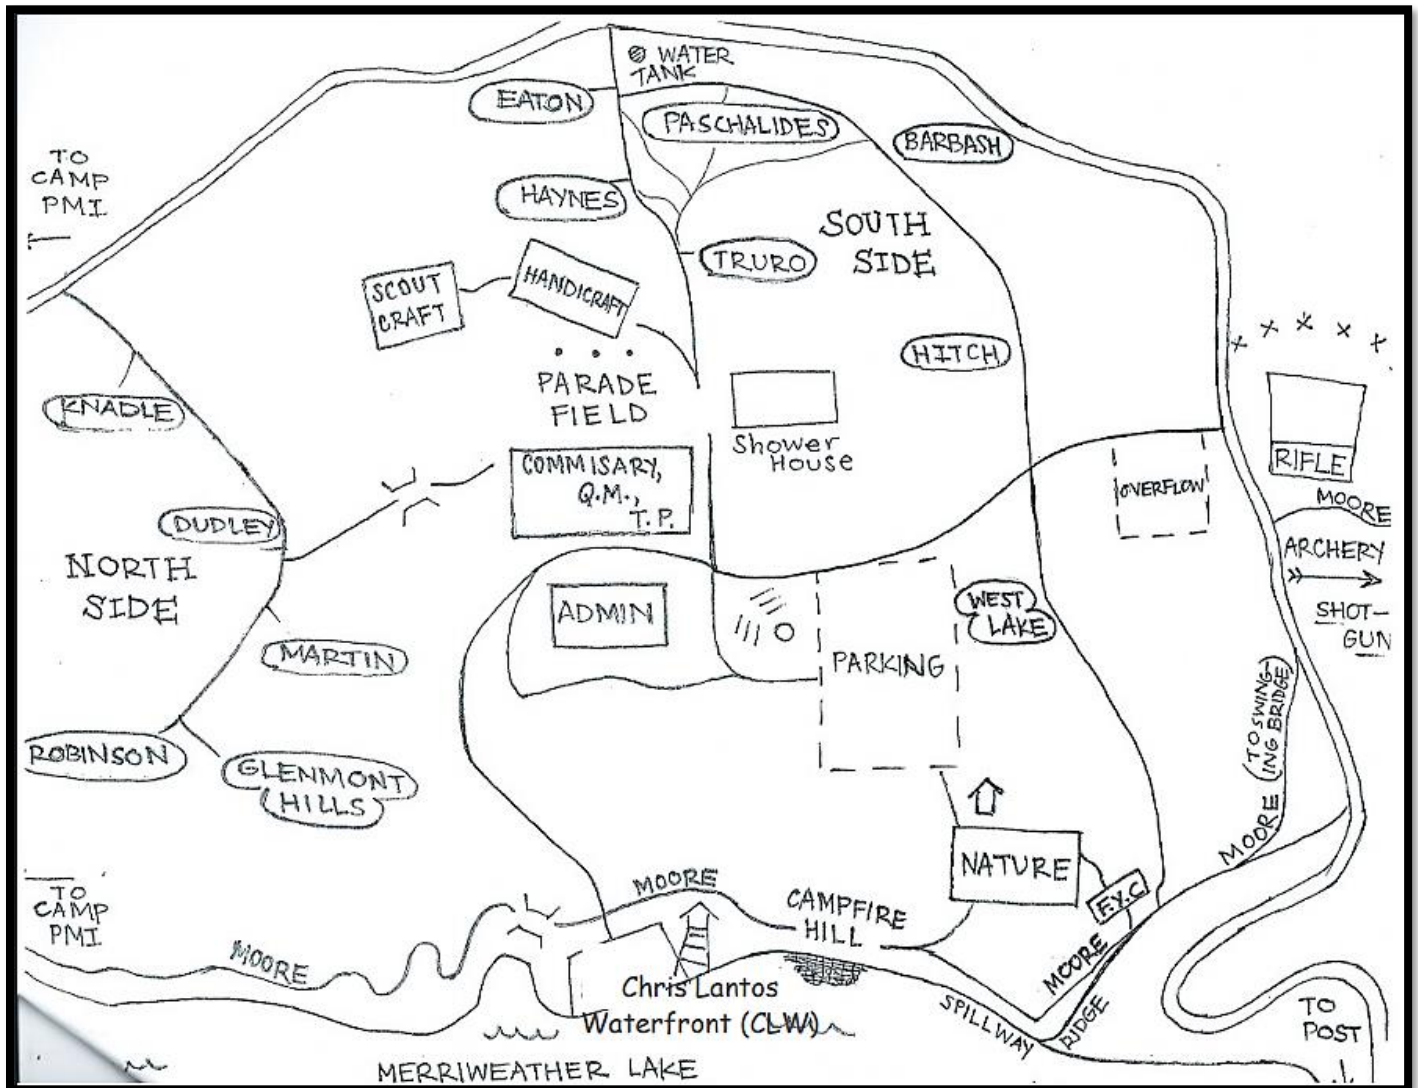 WATER
TANK
EATON
PASCHALIDES
BARBASH
TO
CAMP
PMI
HAYNES
SOUTH
SIDE
TRURO
SCOUT
CRAFT
HANDICRAFT
HITCH
PARADE
FIELD
KNADLE
Shower
House
RIFLE
COMMISARY,
Q.M.,
T.P.
OVERFLOW
MOORE
DUDLEY
ARCHERY
NORTH
SIDE
ADMIN
WEST
LAKE
SHOT-
GUN
MARTIN
PARKING
TO SWING-
ING BRIDGE
MOORE
ROBINSON
GLENMONT
HILLS
NATURE
F.Y.C
MOORE
CAMPFIRE
HILL
TO
CAMP
PMI
MOORE
MOORE
Chris Lantos
Waterfront (CLW)
SPILLWAY
RIDGE
TO
POST
MERRIWEATHER LAKE